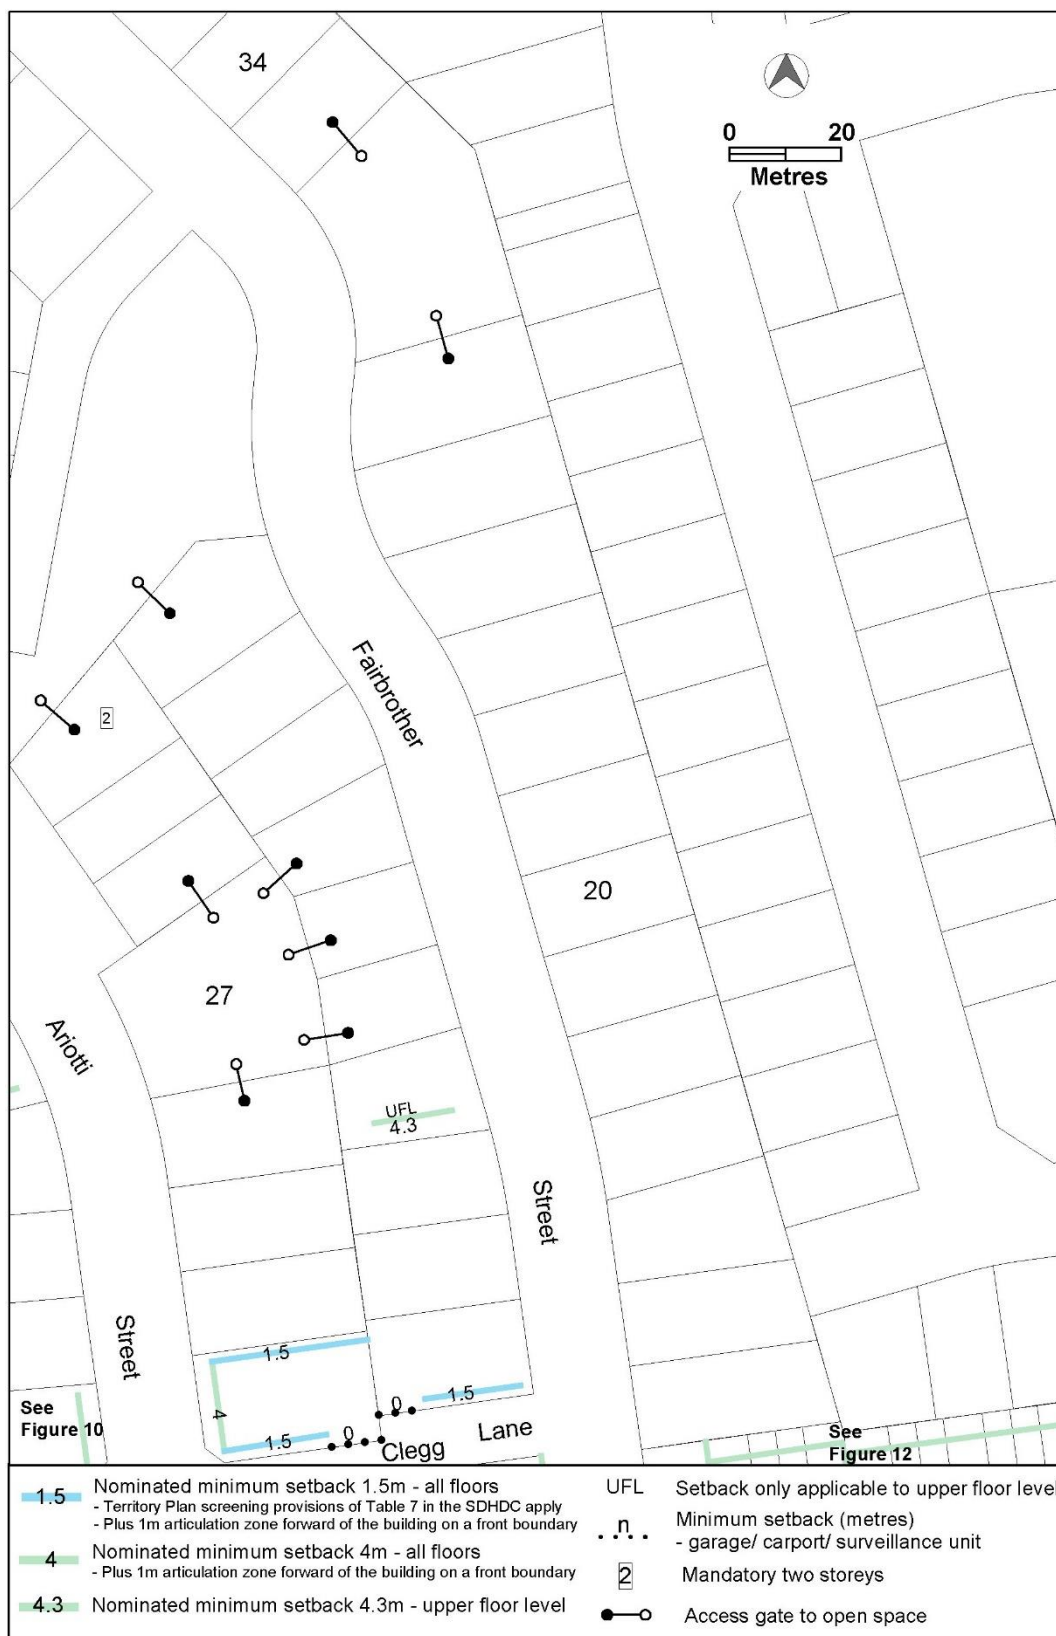 34
0 20
Metres
2
Fairbrother
20
27
Ariotti
UFL
4.3
Street
Street
1.5
0
1.5
4
1.5
0
Clegg Lane
See
Figure 10
See
Figure 12
1.5 Nominated minimum setback 1.5m - all floors
- Territory Plan screening provisions of Table 7 in the SDHDC apply
- Plus 1m articulation zone forward of the building on a front boundary
4 Nominated minimum setback 4m - all floors
- Plus 1m articulation zone forward of the building on a front boundary
4.3 Nominated minimum setback 4.3m - upper floor level
UFL Setback only applicable to upper floor level
n Minimum setback (metres)
- garage/ carport/ surveillance unit
2 Mandatory two storeys
Access gate to open space